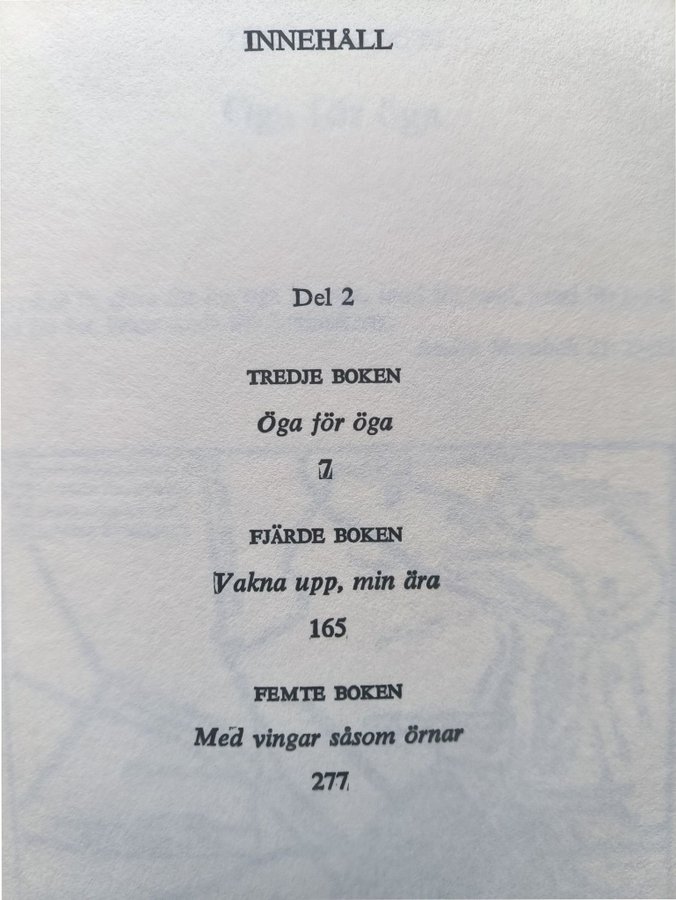 INNEHÅLL
Del 2
TREDJE BOKEN
Öga för öga
7
FJÄRDE BOKEN
Vakna upp, min ära
165
FEMTE BOKEN
Med vingar såsom örnar
277